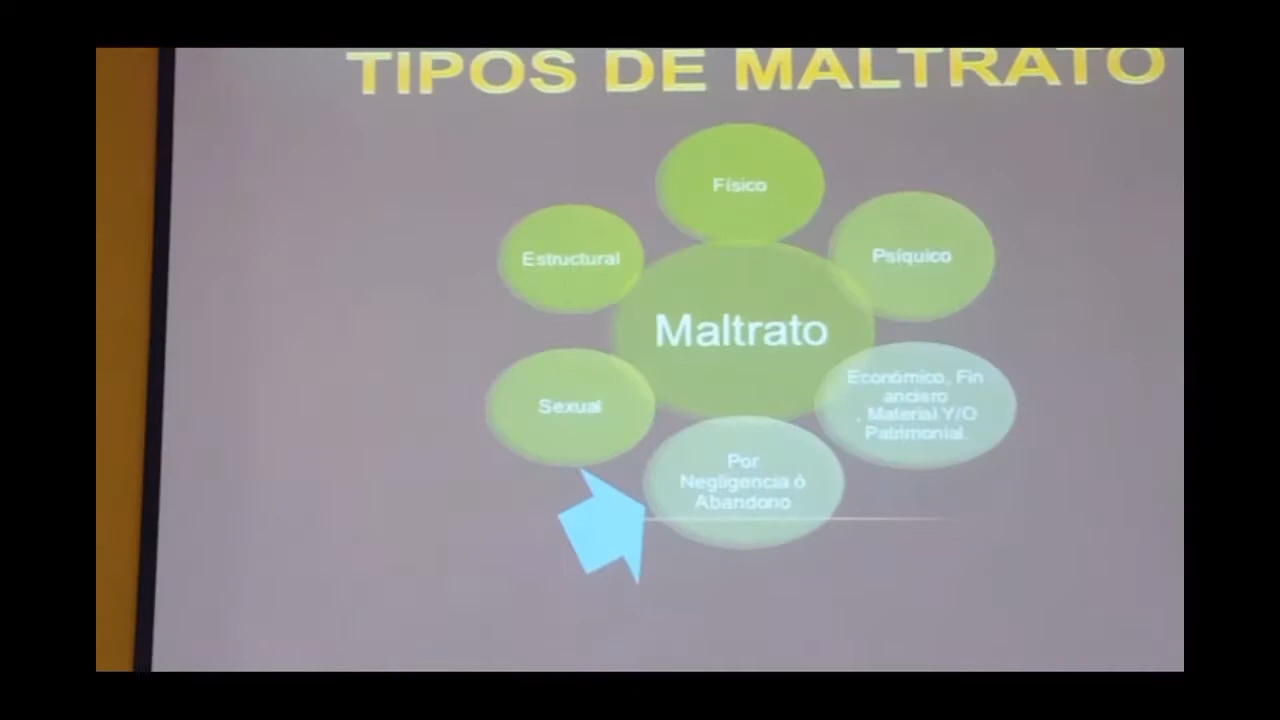 TIPOS DE MALTRATO
Físico
Psíquico
Económico, Fin
anciero
, Material Y/O
Patrimonial.
Por
Negligencia ó
Abandono
Sexual
Estructural
Maltrato